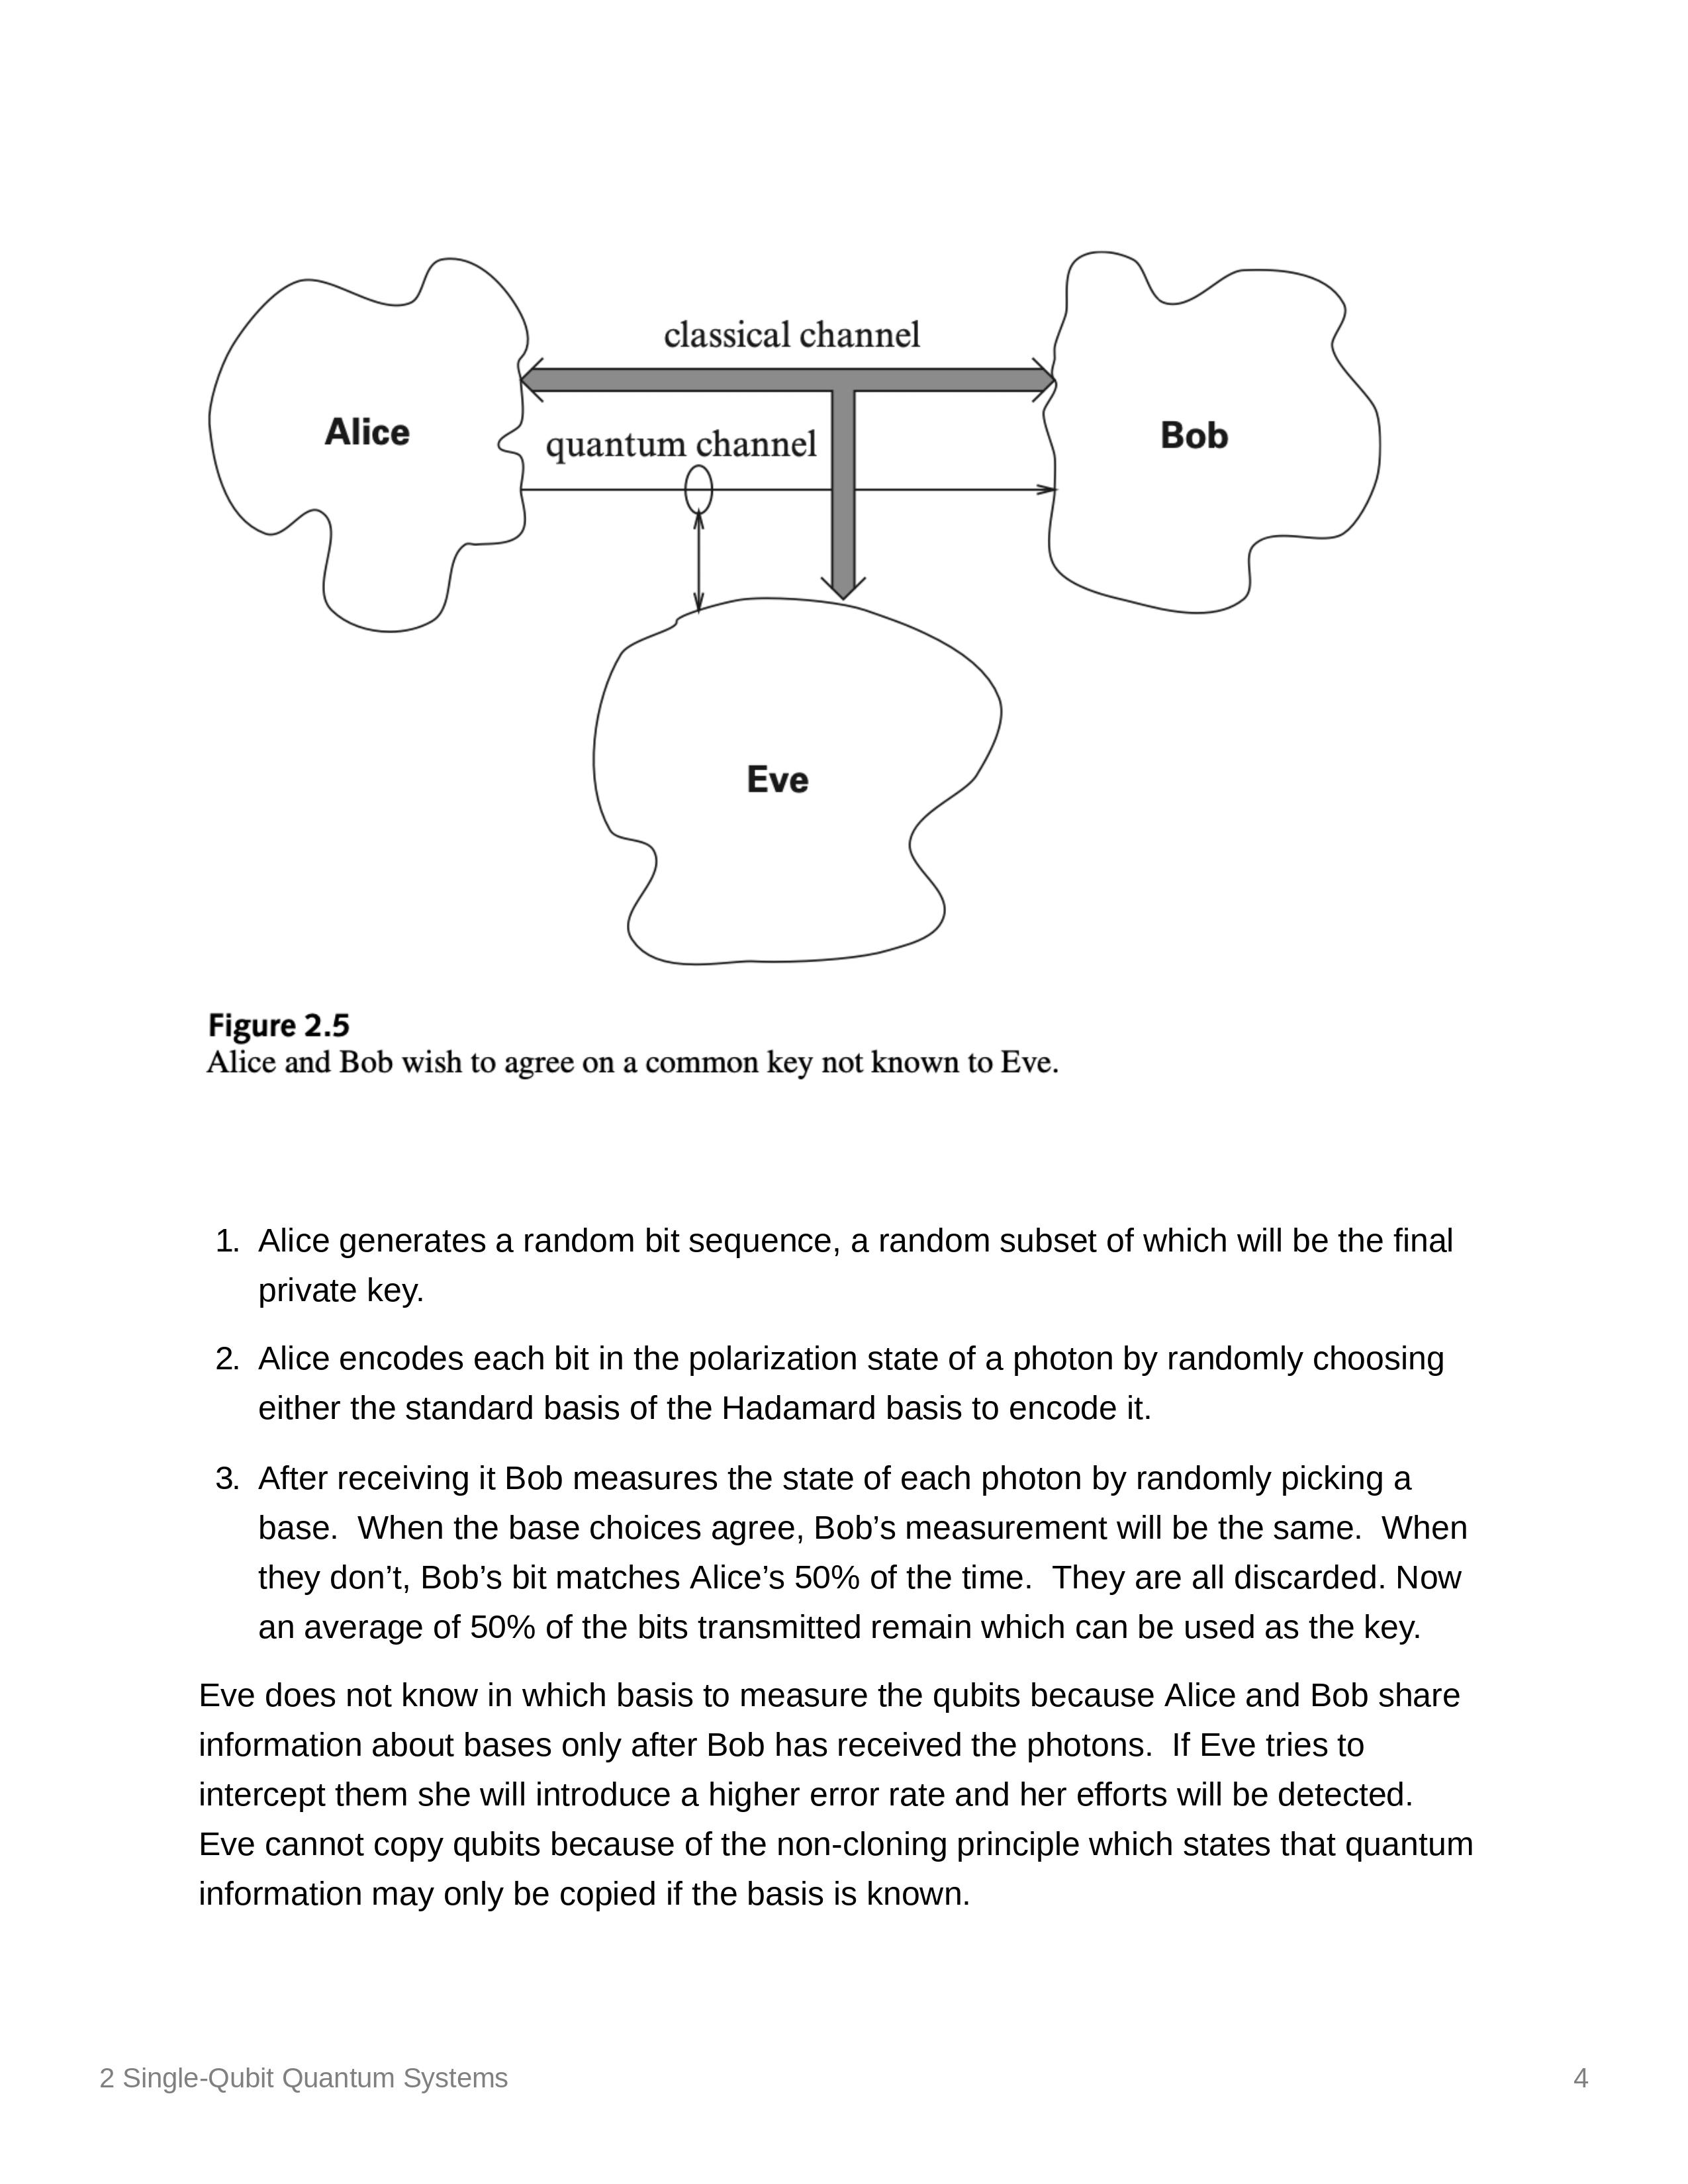 classical channel
Alice
quantum channel
Bob
Eve
Figure 2.5
Alice and Bob wish to agree on a common key not known to Eve.
1. Alice generates a random bit sequence, a random subset of which will be the final
private key.
2. Alice encodes each bit in the polarization state of a photon by randomly choosing
either the standard basis of the Hadamard basis to encode it.
3. After receiving it Bob measures the state of each photon by randomly picking a
base.  When the base choices agree, Bob’s measurement will be the same.  When
they don’t, Bob’s bit matches Alice’s 50% of the time.  They are all discarded. Now
an average of 50% of the bits transmitted remain which can be used as the key.
Eve does not know in which basis to measure the qubits because Alice and Bob share
information about bases only after Bob has received the photons.  If Eve tries to
intercept them she will introduce a higher error rate and her efforts will be detected.
Eve cannot copy qubits because of the non-cloning principle which states that quantum
information may only be copied if the basis is known.
2 Single-Qubit Quantum Systems
4